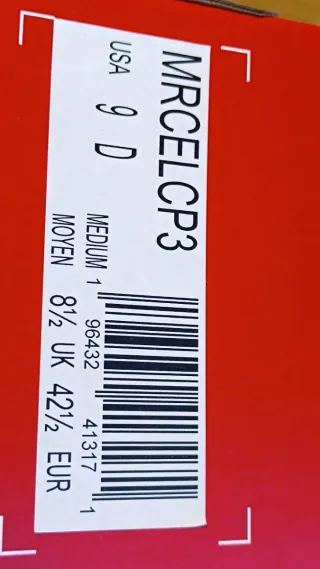 MRCELCP3
USA 9 D
MEDIUM 1 96432 41317 1
MOYEN 8½ UK 42½ EUR